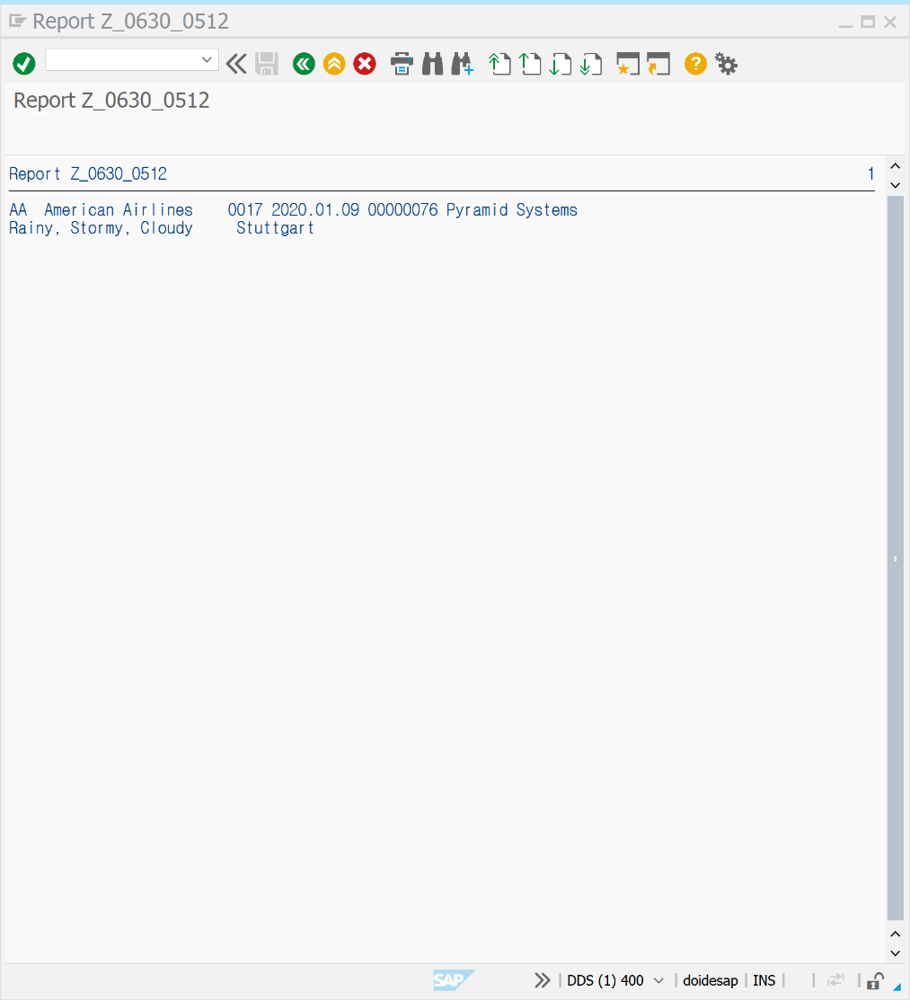 Report Z_0630_0512
Report Z_0630_0512
Report Z_0630_0512 1
AA American Airlines 0017 2020.01.09 00000076 Pyramid Systems
Rainy, Stormy, Cloudy Stuttgart
SAP DDS (1) 400 doidesap INS